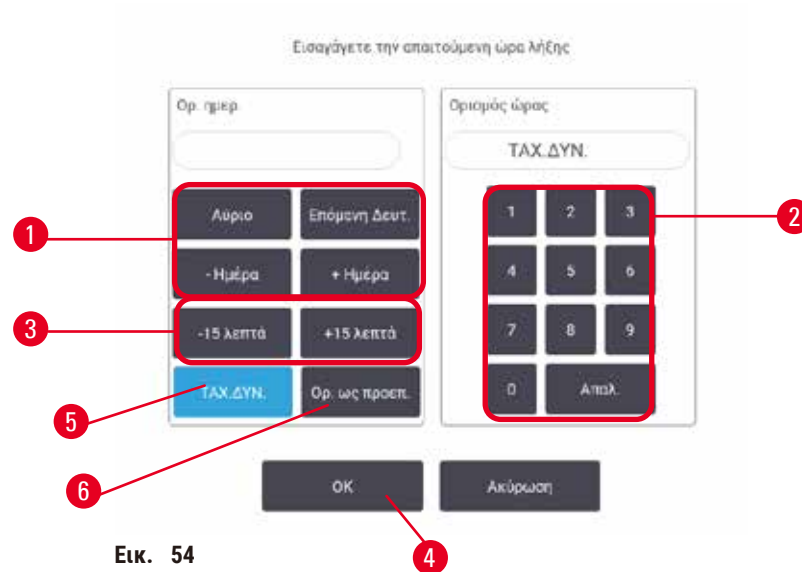 Εισαγάγετε την απαιτούμενη ώρα λήξης
Ορ. ημερ.
Αύριο
Επόμενη Δευτ.
- Ημέρα
+ Ημέρα
-15 λεπτά
+15 λεπτά
ΤΑΧ.ΔΥΝ.
Ορ. ως προεπ.
Ορισμός ώρας
ΤΑΧ.ΔΥΝ.
1 2 3
4 5 6
7 8 9
0 Απαλ.
OK
Ακύρωση
1
2
3
5
6
4
Εικ. 54